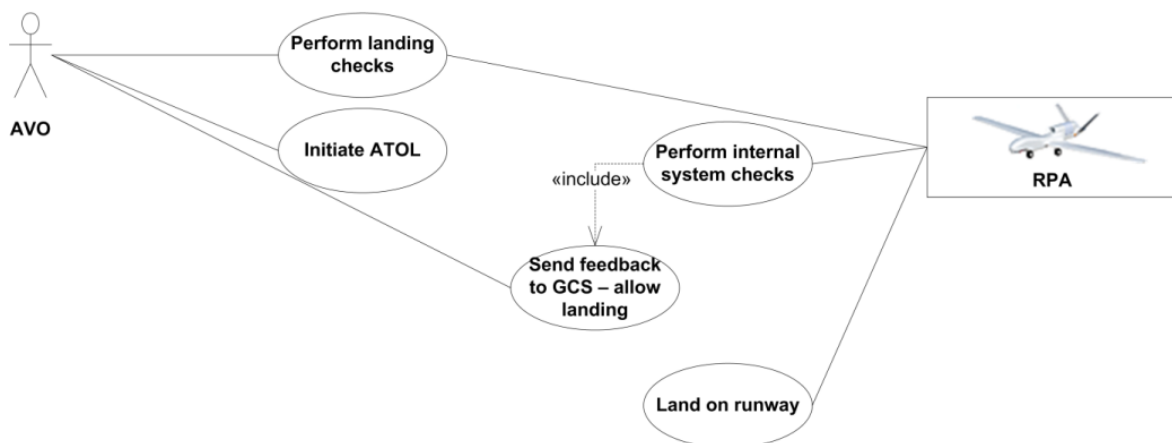 Perform landing
checks
AVO
Initiate ATOL
Perform internal
system checks
RPA
«include»
Send feedback
to GCS – allow
landing
Land on runway